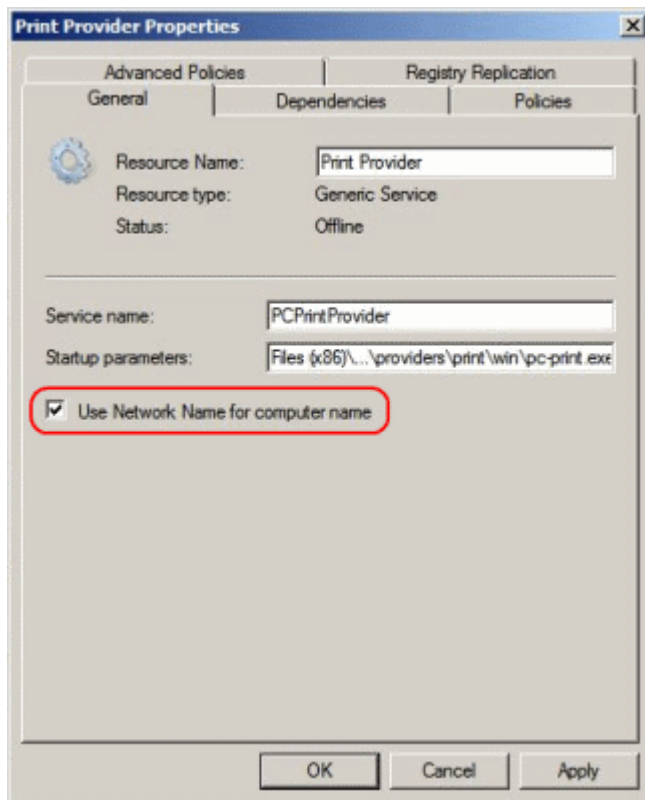 Print Provider Properties
Advanced Policies Registry Replication
General Dependencies Policies
Resource Name: Print Provider
Resource type: Generic Service
Status: Offline
Service name: PCPrintProvider
Startup parameters: Files (x86)\...\providers\print\win\pc-print.exe
Use Network Name for computer name
OK Cancel Apply